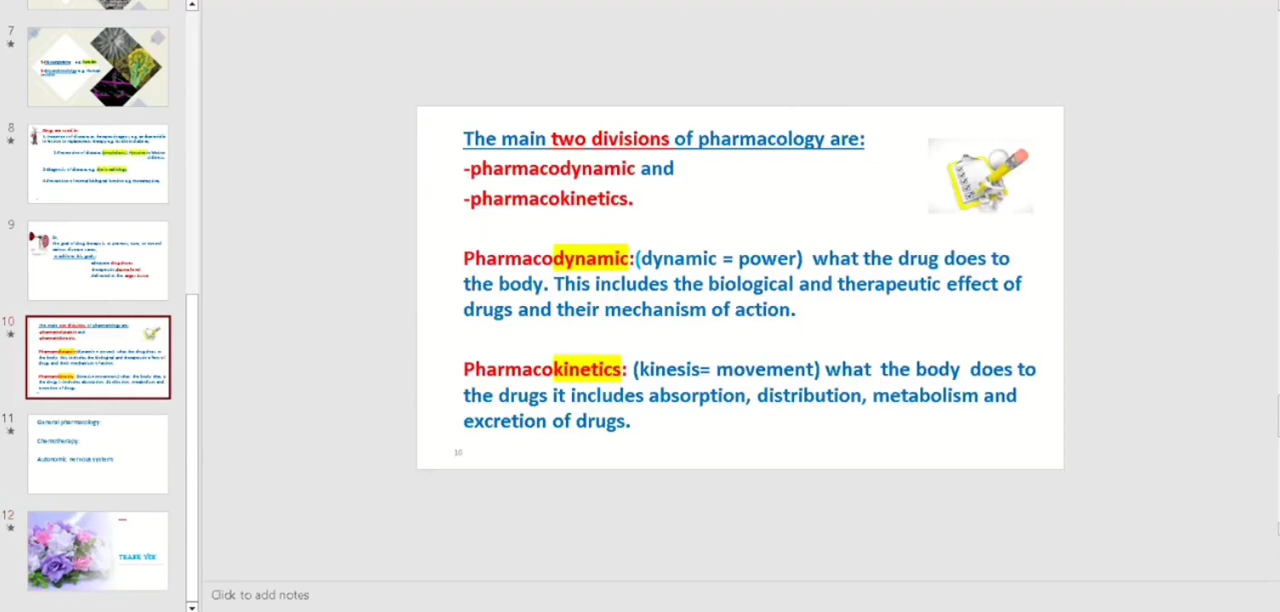 7
8
9
10
11
General pharmacology
Chemotherapy
Autonomic nervous system
12
THANK YOU
The main two divisions of pharmacology are:
-pharmacodynamic and
-pharmacokinetics.
Pharmacodynamic:(dynamic = power) what the drug does to
the body. This includes the biological and therapeutic effect of
drugs and their mechanism of action.
Pharmacokinetics: (kinesis= movement) what the body does to
the drugs it includes absorption, distribution, metabolism and
excretion of drugs.
10
Click to add notes